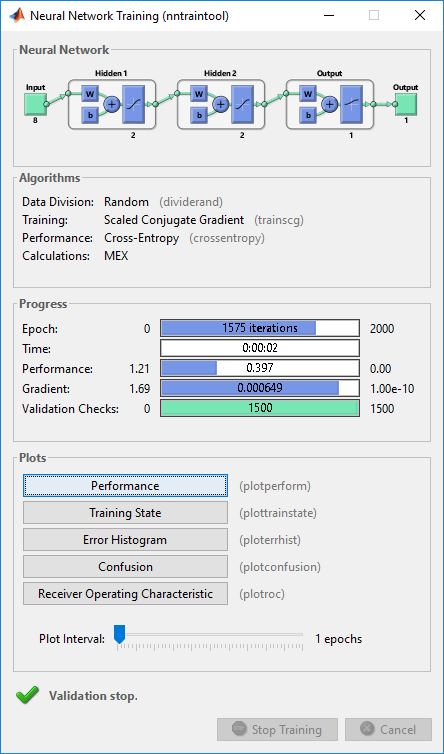 Neural Network Training (nntraintool)
Neural Network
Hidden 1 Hidden 2 Output
Input Output
W W W
b b b
+ + +
8 2 2 1 1
Algorithms
Data Division: Random (dividerand)
Training: Scaled Conjugate Gradient (trainscg)
Performance: Cross-Entropy (crossentropy)
Calculations: MEX
Progress
Epoch: 0 1575 iterations 2000
Time: 0:00:02
Performance: 1.21 0.397 0.00
Gradient: 1.69 0.000649 1.00e-10
Validation Checks: 0 1500 1500
Plots
Performance (plotperform)
Training State (plottrainstate)
Error Histogram (ploterrhist)
Confusion (plotconfusion)
Receiver Operating Characteristic (plotroc)
Plot Interval: 1 epochs
Validation stop.
Stop Training Cancel